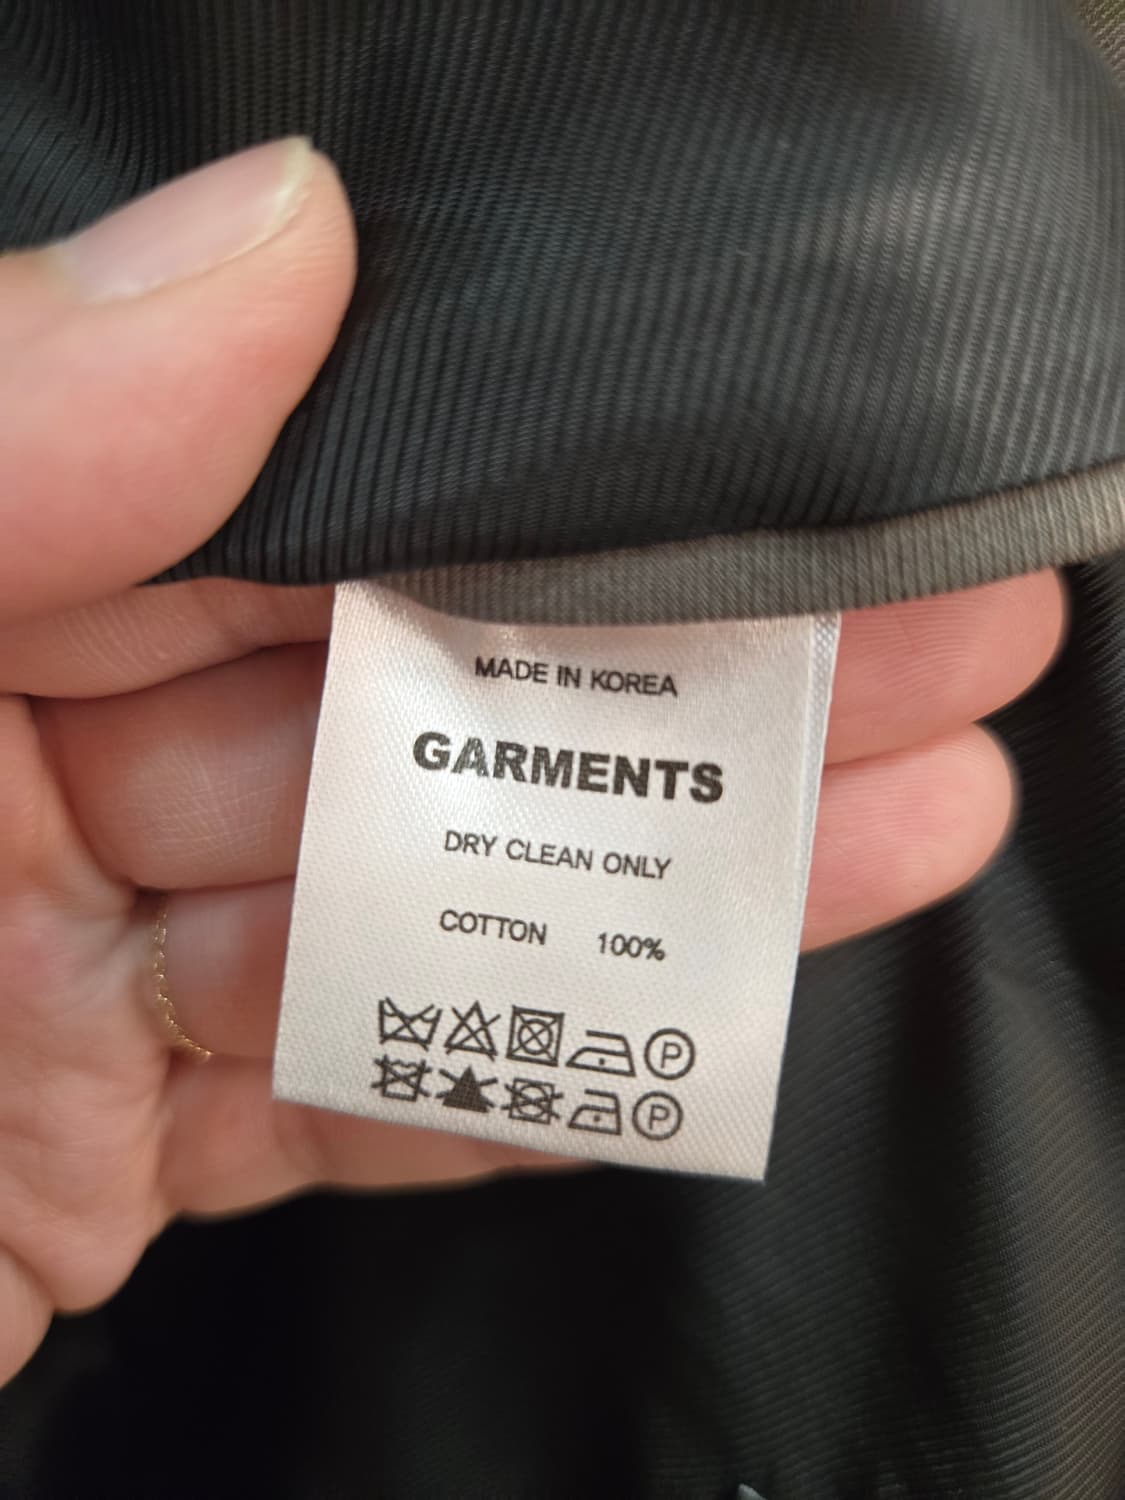 MADE IN KOREA
GARMENTS
DRY CLEAN ONLY
COTTON 100%
P
P